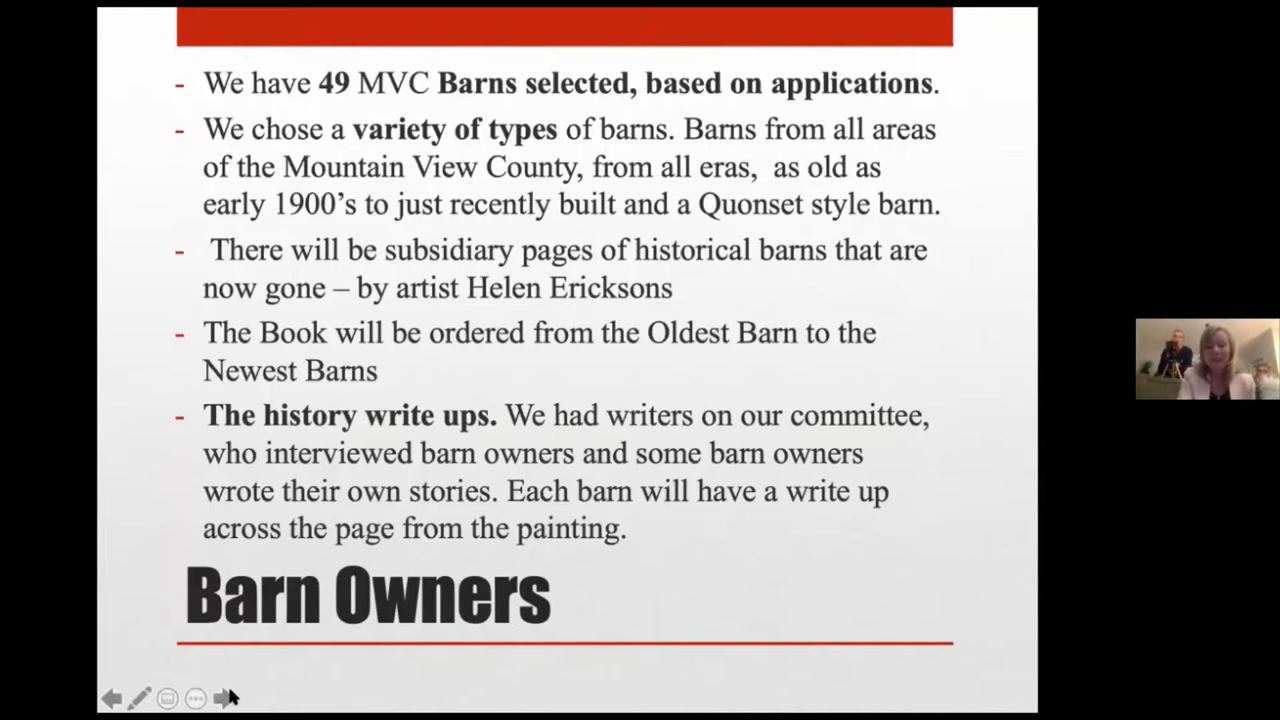 - We have 49 MVC Barns selected, based on applications.
- We chose a variety of types of barns. Barns from all areas
of the Mountain View County, from all eras, as old as
early 1900’s to just recently built and a Quonset style barn.
- There will be subsidiary pages of historical barns that are
now gone – by artist Helen Ericksons
- The Book will be ordered from the Oldest Barn to the
Newest Barns
- The history write ups. We had writers on our committee,
who interviewed barn owners and some barn owners
wrote their own stories. Each barn will have a write up
across the page from the painting.
Barn Owners